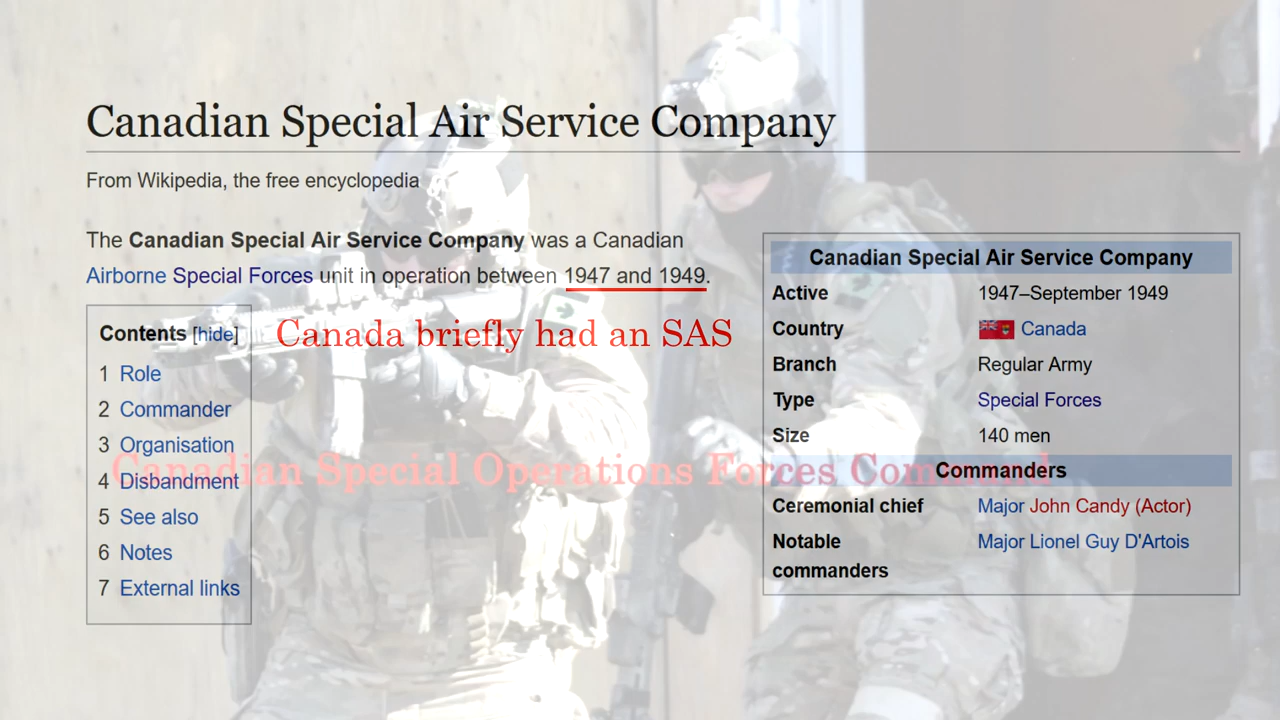 Canadian Special Air Service Company
From Wikipedia, the free encyclopedia
The Canadian Special Air Service Company was a Canadian
Airborne Special Forces unit in operation between 1947 and 1949.
Contents [hide]
1 Role
2 Commander
3 Organisation
4 Disbandment
5 See also
6 Notes
7 External links
Canada briefly had an SAS
Canadian Special Operations Forces Command
Canadian Special Air Service Company
Active 1947–September 1949
Country Canada
Branch Regular Army
Type Special Forces
Size 140 men
Commanders
Ceremonial chief Major John Candy (Actor)
Notable Major Lionel Guy D'Artois
commanders